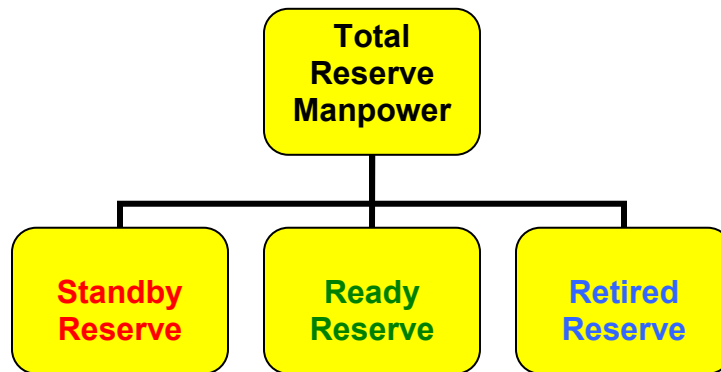 Total
Reserve
Manpower
Standby
Reserve
Ready
Reserve
Retired
Reserve